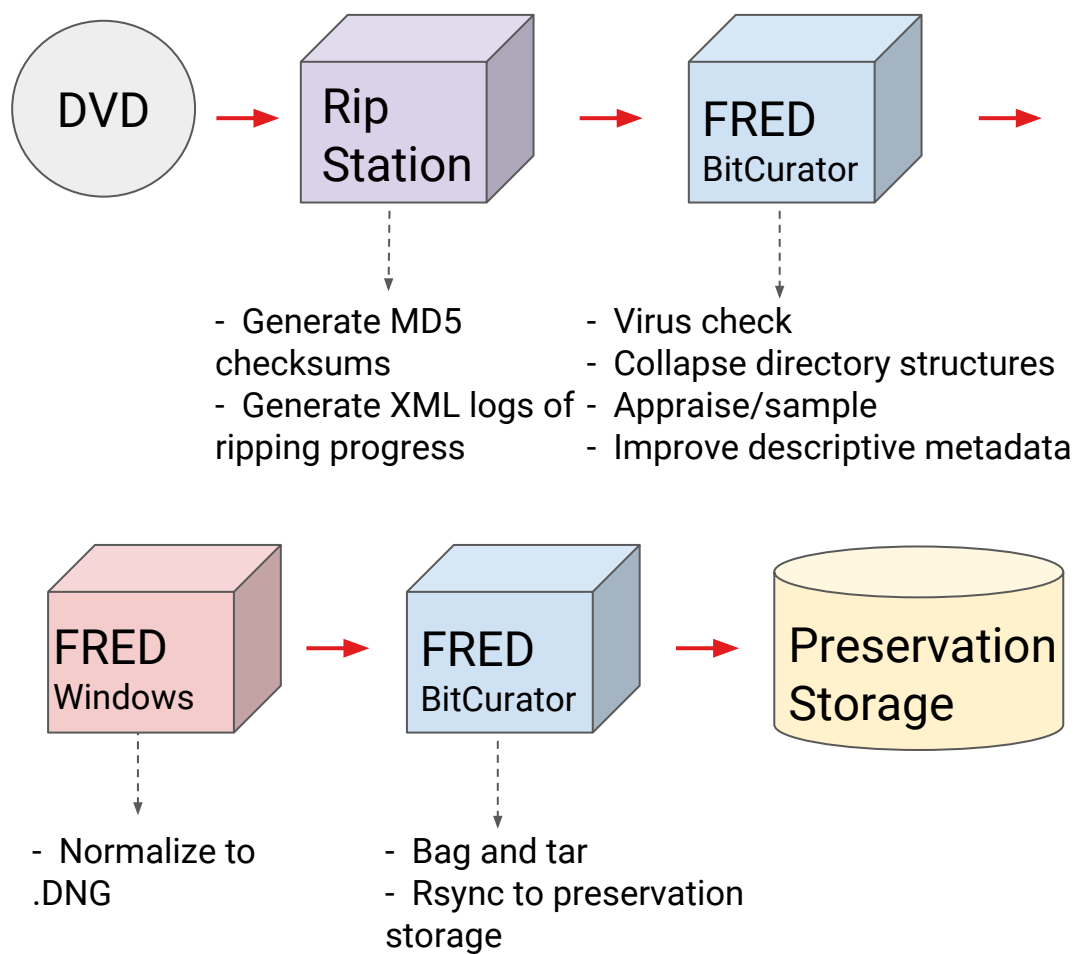 DVD
Rip
Station
FRED
BitCurator
- Generate MD5
checksums
- Generate XML logs of
ripping progress
- Virus check
- Collapse directory structures
- Appraise/sample
- Improve descriptive metadata
FRED
Windows
FRED
BitCurator
Preservation
Storage
- Normalize to
.DNG
- Bag and tar
- Rsync to preservation
storage